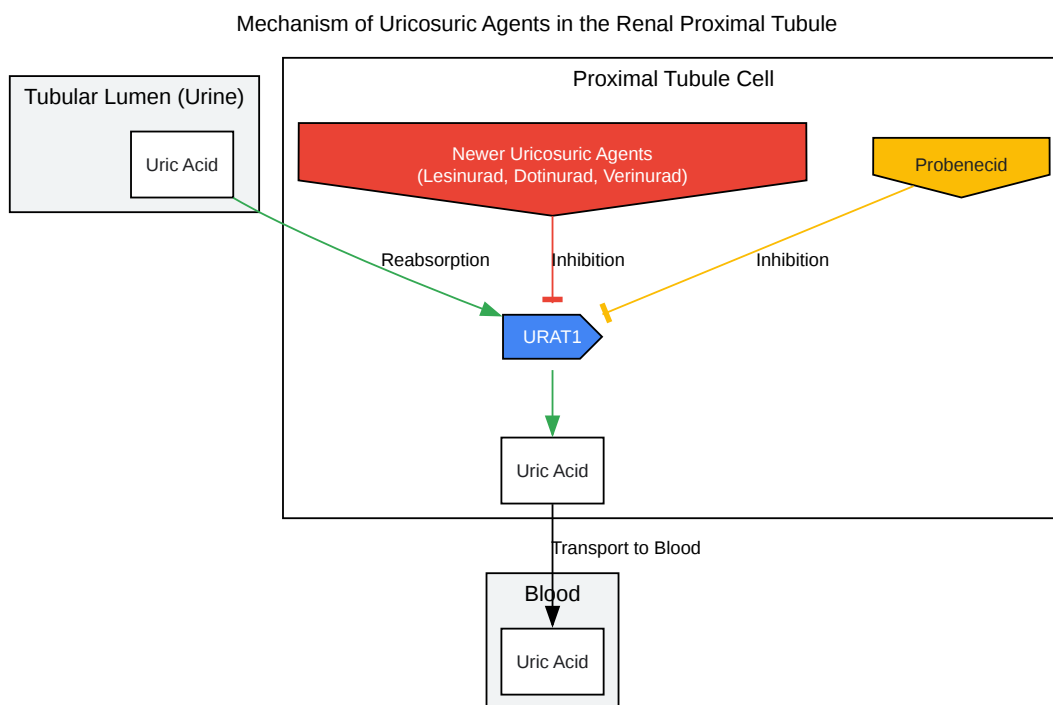 Mechanism of Uricosuric Agents in the Renal Proximal Tubule
Proximal Tubule Cell
Tubular Lumen (Urine)
Uric Acid
Newer Uricosuric Agents
(Lesinurad, Dotinurad, Verinurad)
Probenecid
Reabsorption
Inhibition
Inhibition
URAT1
Uric Acid
Transport to Blood
Blood
Uric Acid